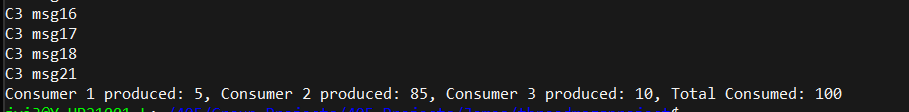 C3 msg16
C3 msg17
C3 msg18
C3 msg21
Consumer 1 produced: 5, Consumer 2 produced: 85, Consumer 3 produced: 10, Total Consumed: 100